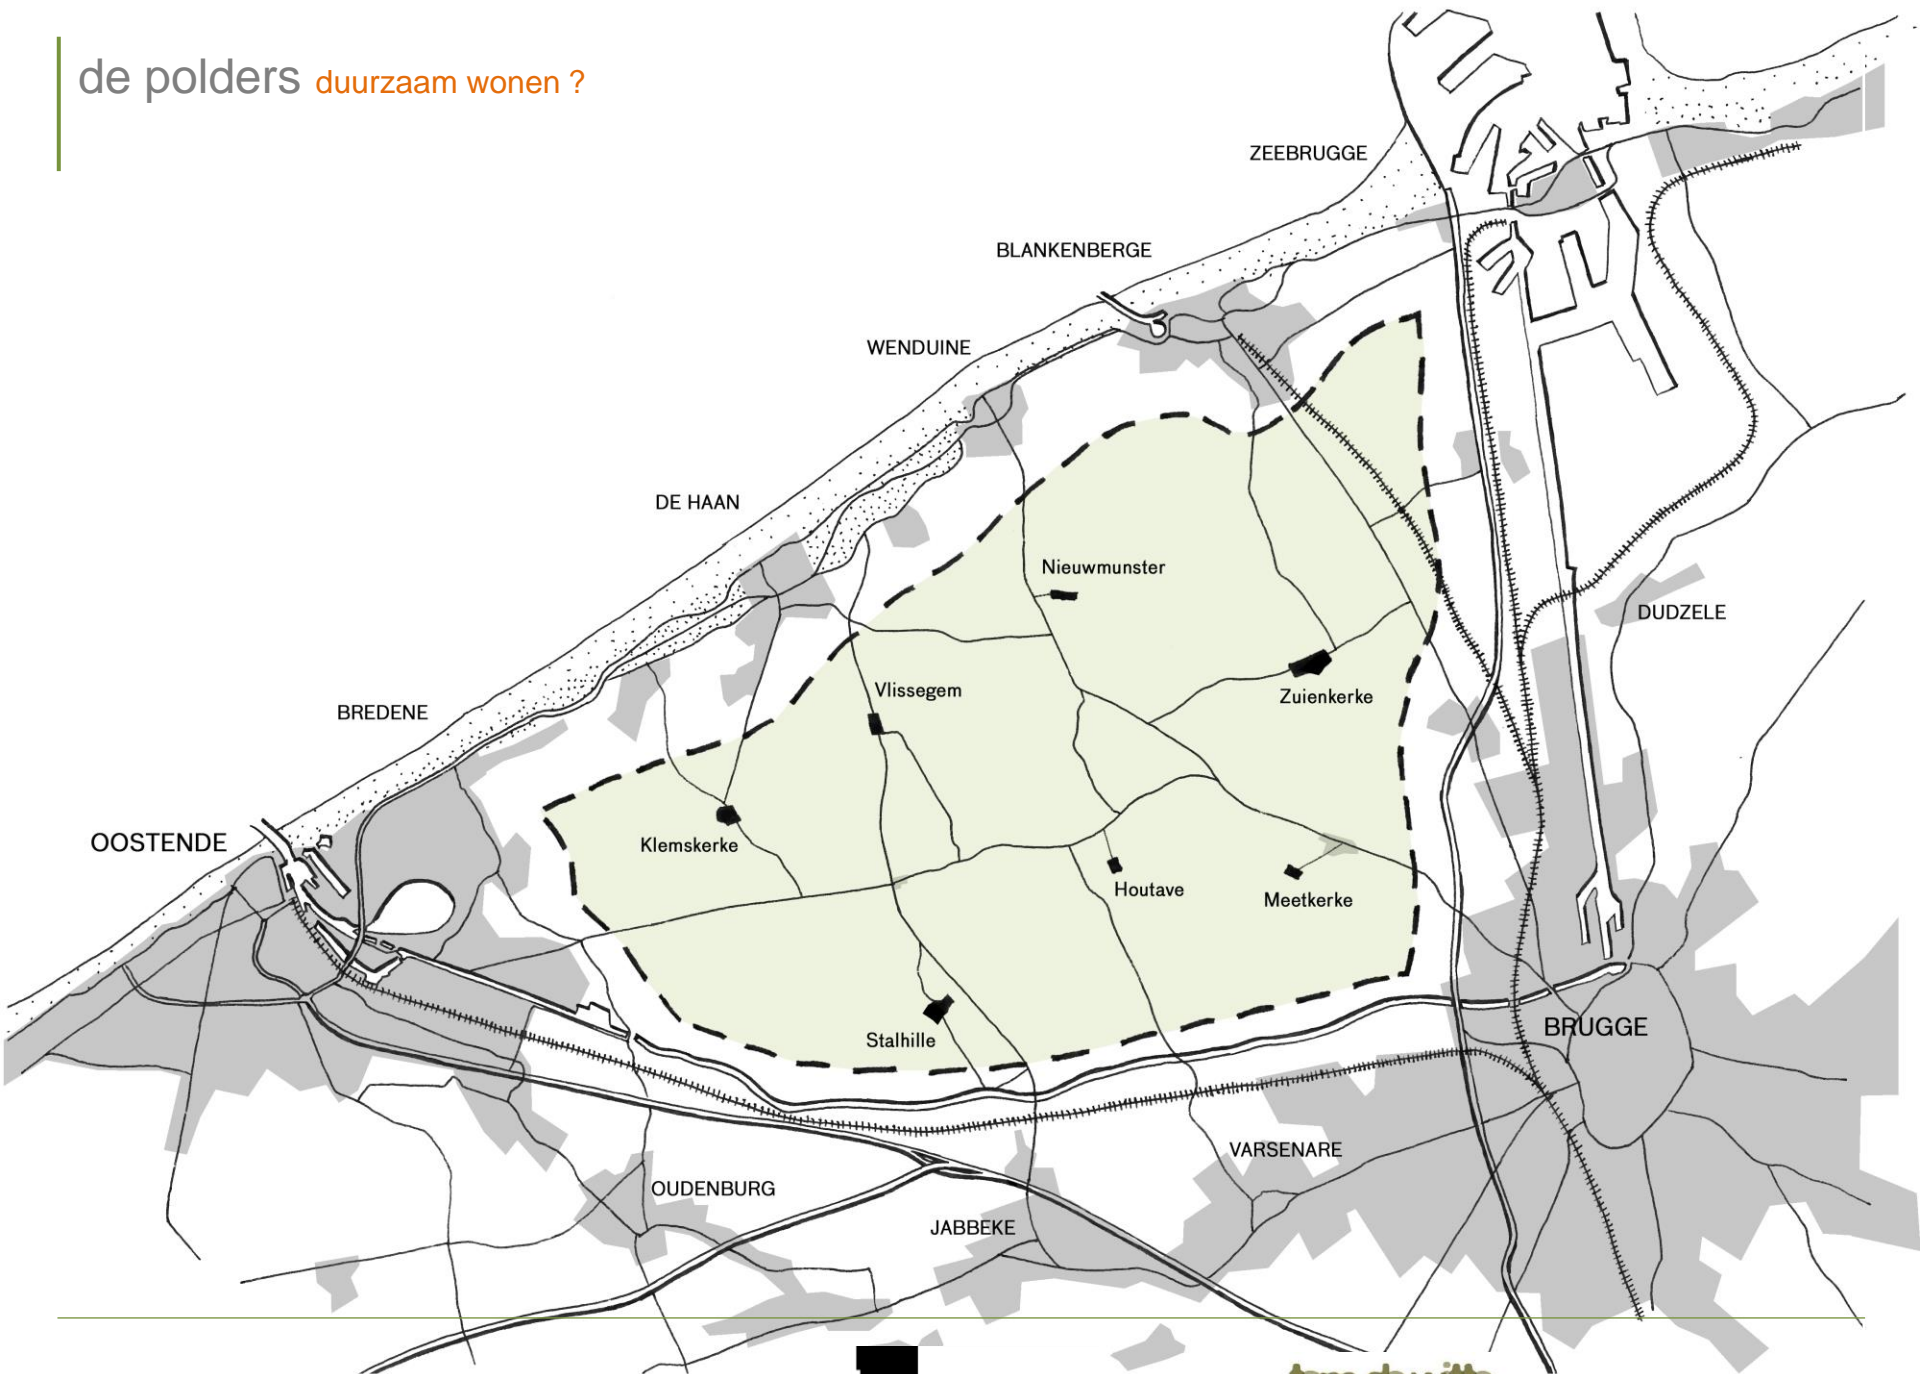 de polders duurzaam wonen ?
ZEEBRUGGE
BLANKENBERGE
WENDUINE
DE HAAN
Nieuwmunster
DUDZELE
Vlissegem
Zuienkerke
BREDENE
OOSTENDE
Klemskerke
Houtave
Meetkerke
BRUGGE
Stalhille
VARSENARE
OUDENBURG
JABBEKE